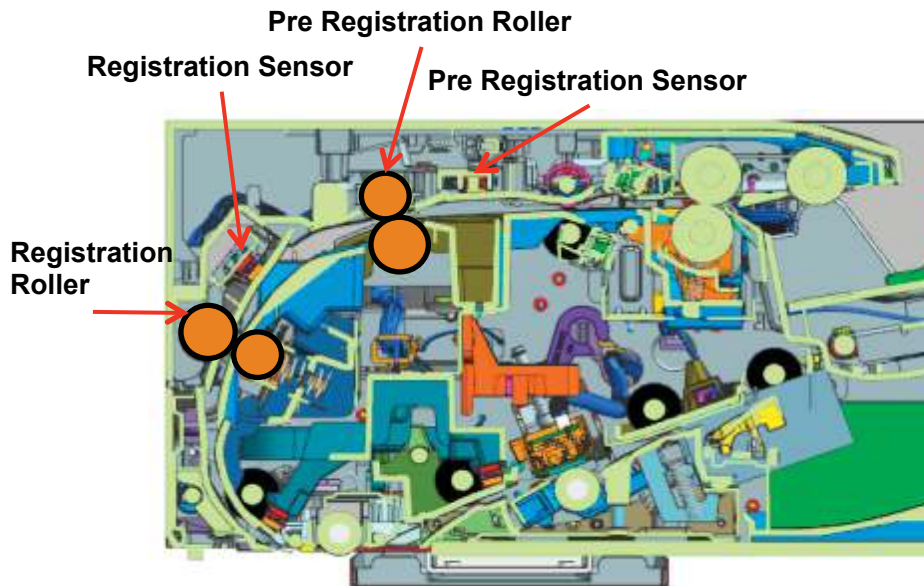 Pre Registration Roller
Registration Sensor
Pre Registration Sensor
Registration
Roller